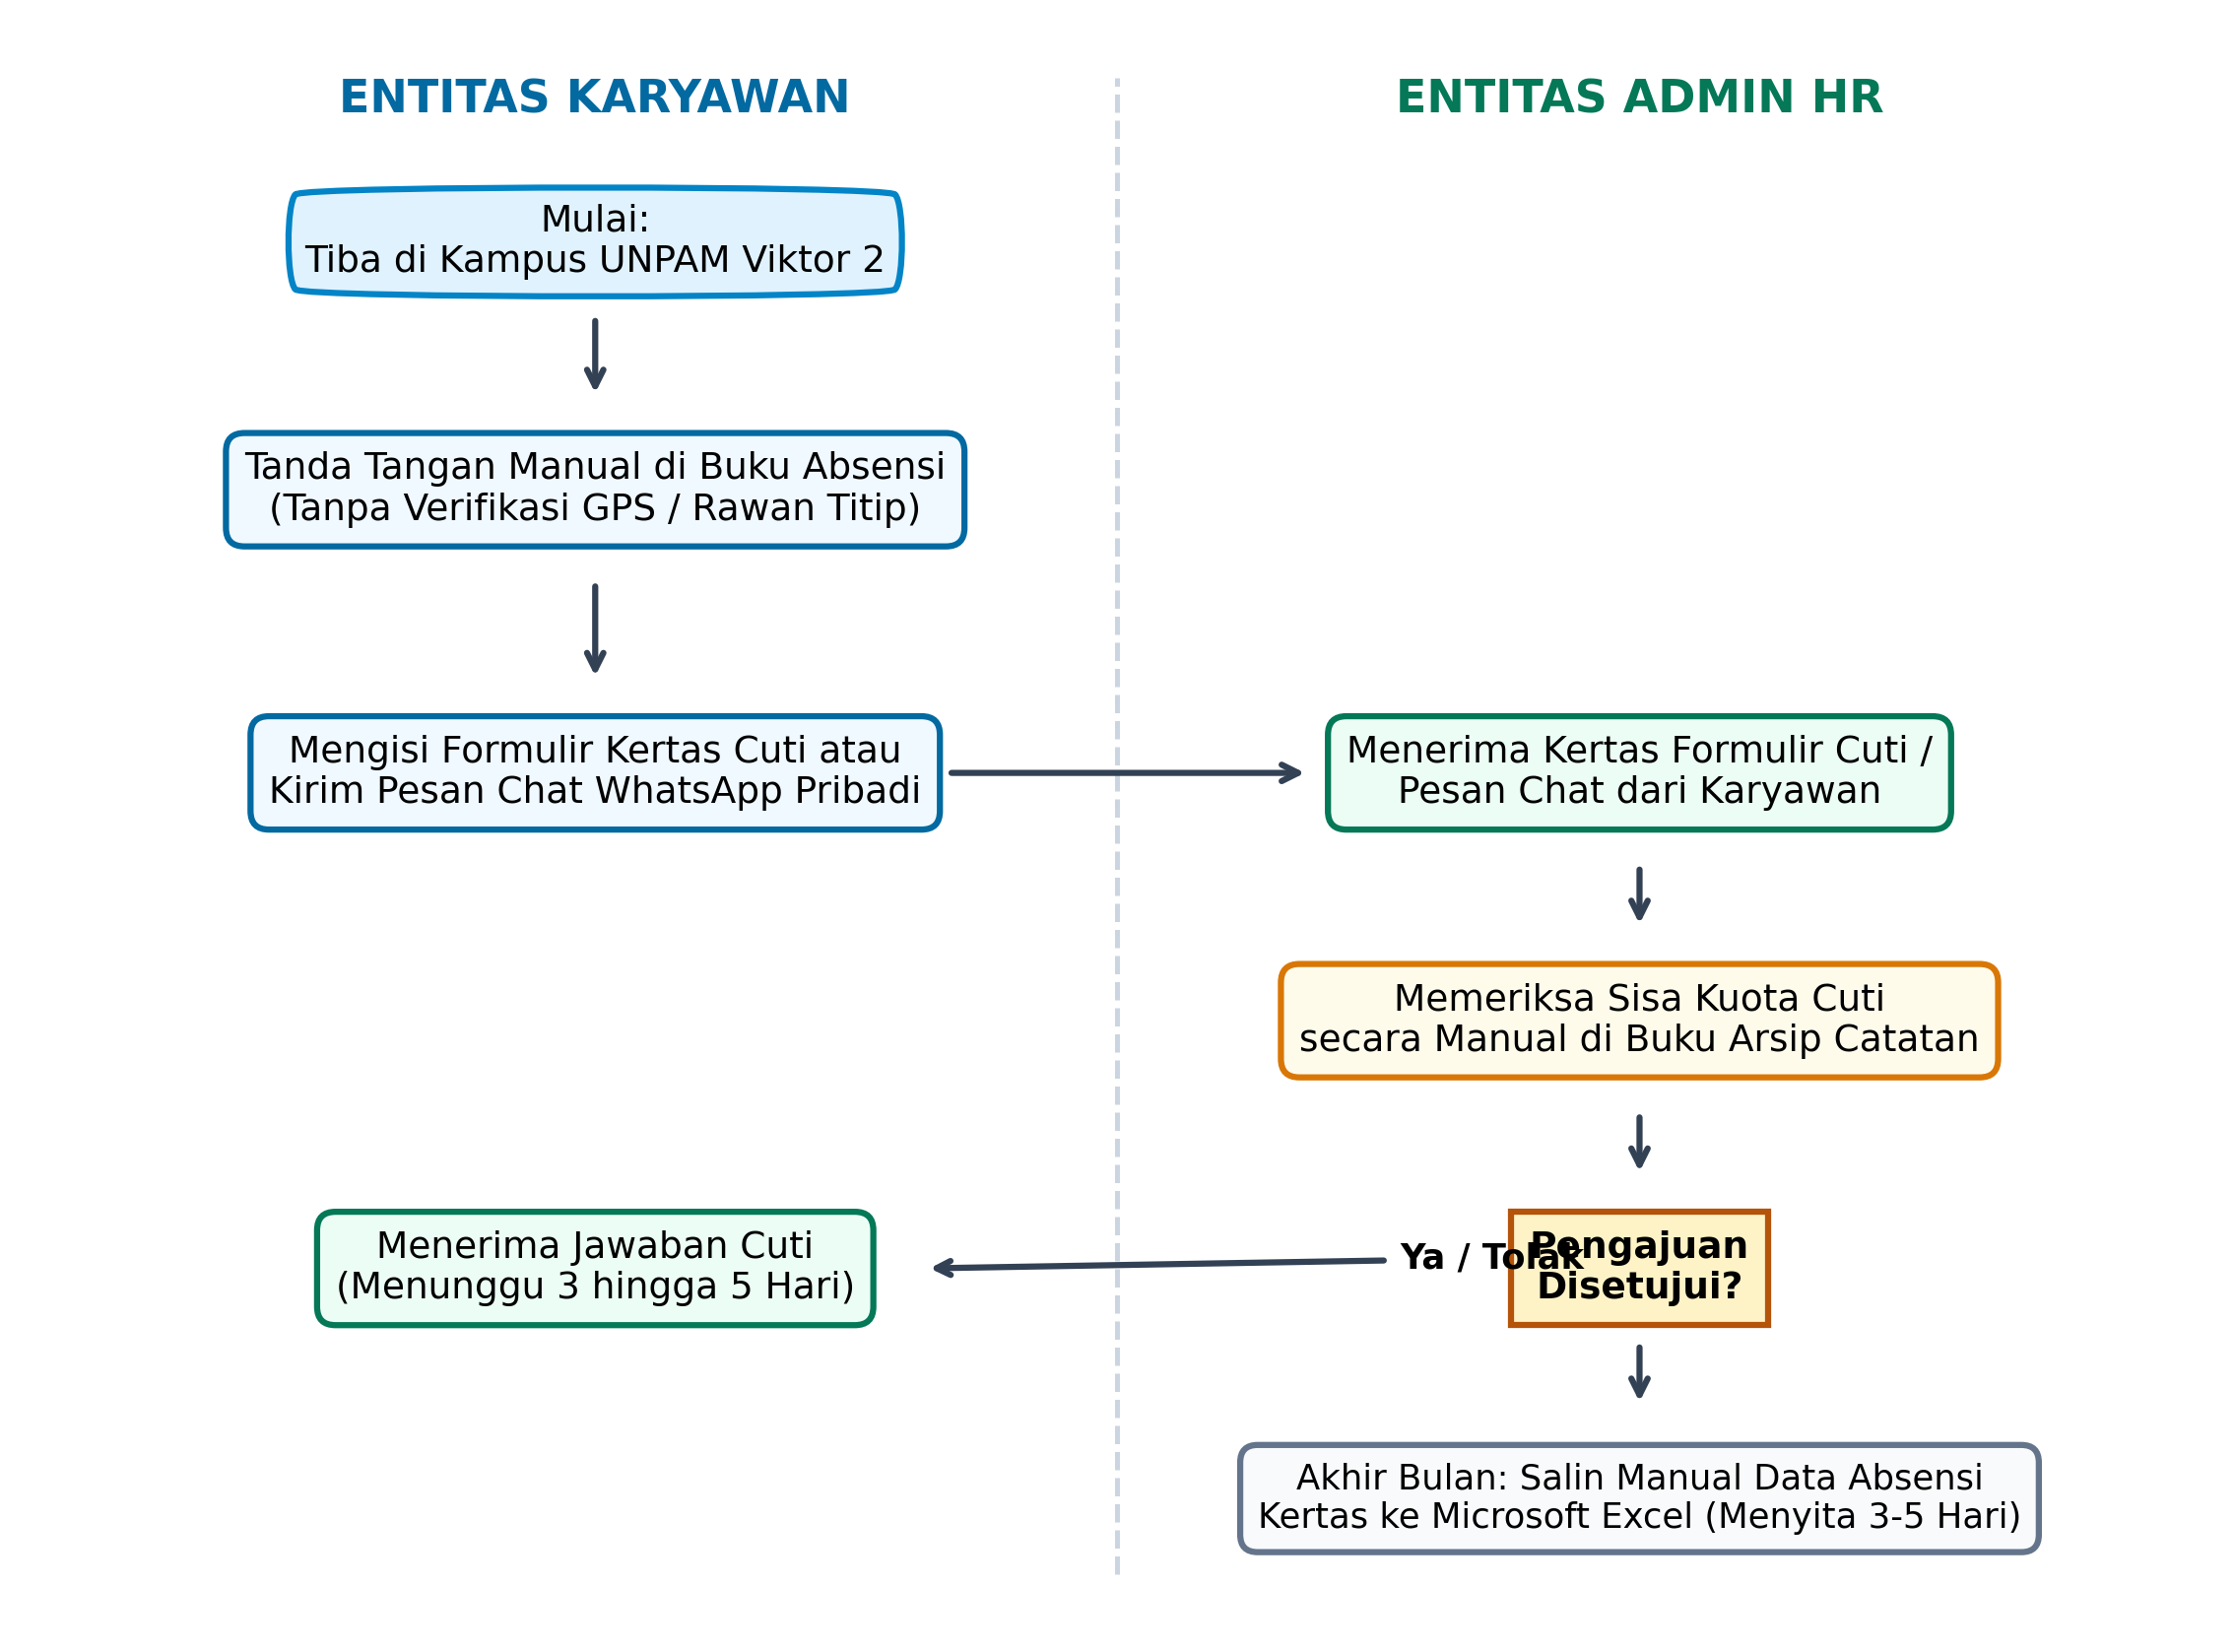 ENTITAS KARYAWAN
ENTITAS ADMIN HR
Mulai:
Tiba di Kampus UNPAM Viktor 2
Tanda Tangan Manual di Buku Absensi
(Tanpa Verifikasi GPS / Rawan Titip)
Mengisi Formulir Kertas Cuti atau
Kirim Pesan Chat WhatsApp Pribadi
Menerima Kertas Formulir Cuti /
Pesan Chat dari Karyawan
Memeriksa Sisa Kuota Cuti
secara Manual di Buku Arsip Catatan
Pengajuan
Disetujui?
Ya / Tolak
Menerima Jawaban Cuti
(Menunggu 3 hingga 5 Hari)
Akhir Bulan: Salin Manual Data Absensi
Kertas ke Microsoft Excel (Menyita 3-5 Hari)